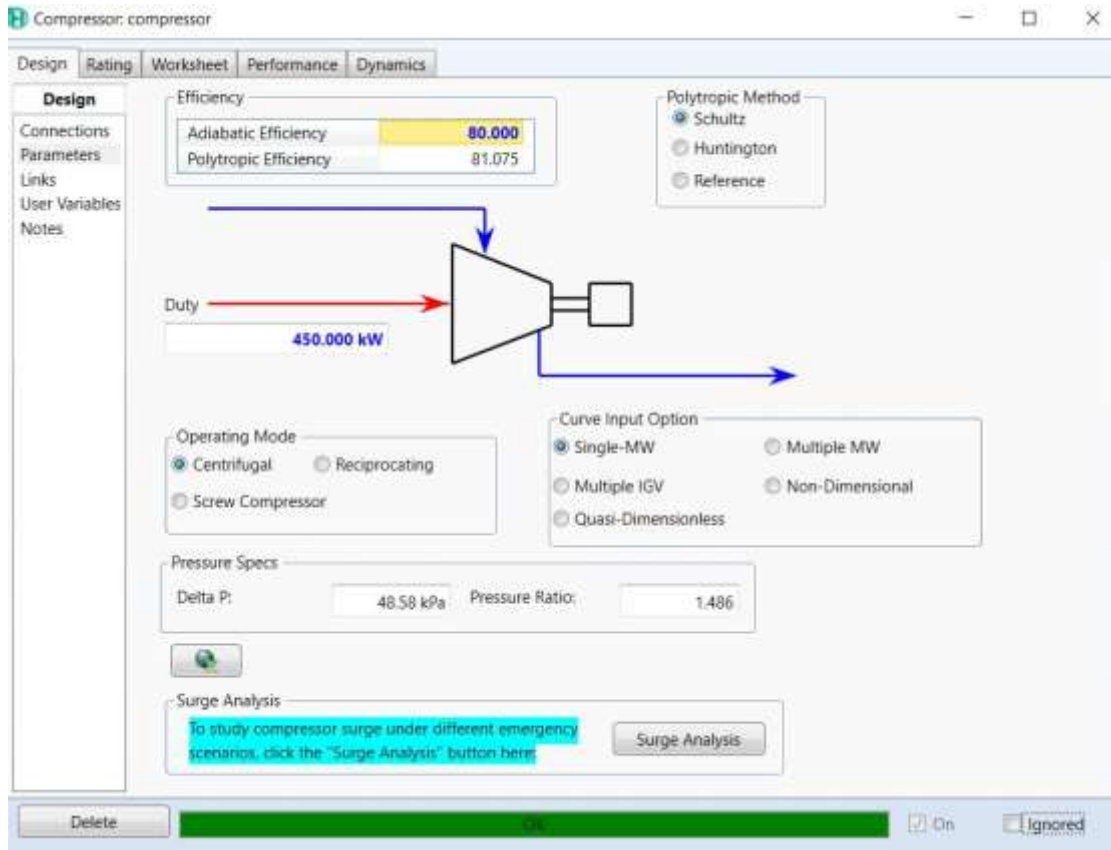 Compressor: compressor
Design Rating Worksheet Performance Dynamics
Design
Connections
Parameters
Links
User Variables
Notes
Efficiency
Adiabatic Efficiency 80.000
Polytropic Efficiency 81.075
Polytropic Method
Schultz
Huntington
Reference
Duty
450.000 kW
Operating Mode
Centrifugal Reciprocating
Screw Compressor
Curve Input Option
Single-MW Multiple MW
Multiple IGV Non-Dimensional
Quasi-Dimensionless
Pressure Specs
Delta P: 48.58 kPa Pressure Ratio: 1.486
Surge Analysis
To study compressor surge under different emergency
scenarios, click the "Surge Analysis" button here:
Surge Analysis
Delete OK On Ignored